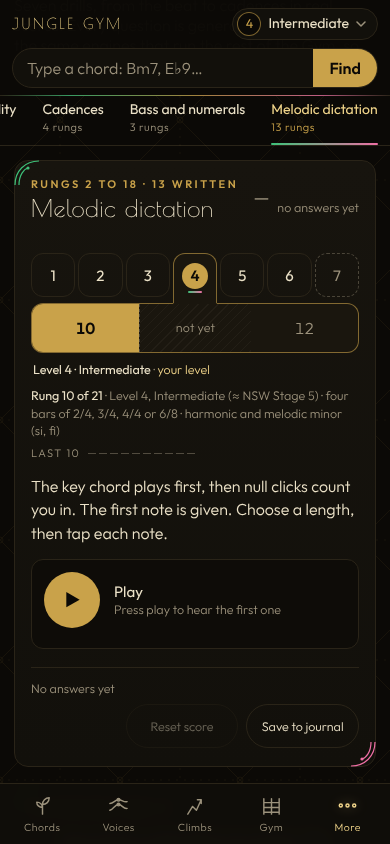 JUNGLE GYM
4 Intermediate
Type a chord: Bm7, E♭9...
Find
lity
Cadences
4 rungs
Bass and numerals
3 rungs
Melodic dictation
13 rungs
RUNGS 2 TO 18 · 13 WRITTEN
Melodic dictation
— no answers yet
1 2 3 4 5 6 7
10 not yet 12
Level 4 · Intermediate · your level
Rung 10 of 21 · Level 4, Intermediate (≈ NSW Stage 5) · four
bars of 2/4, 3/4, 4/4 or 6/8 · harmonic and melodic minor
(si, fi)
LAST 10 — — — — — — — — — —
The key chord plays first, then null clicks count
you in. The first note is given. Choose a length,
then tap each note.
Play
Press play to hear the first one
No answers yet
Reset score
Save to journal
Chords
Voices
Climbs
Gym
More